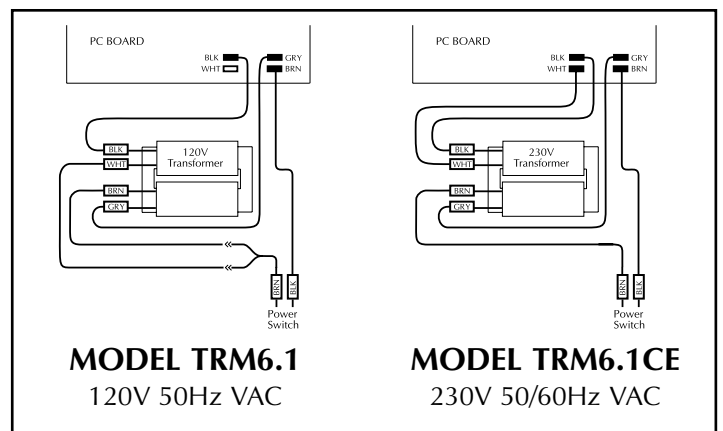 PC BOARD
BLK GRY
WHT BRN
BLK
WHT
120V
Transformer
BRN
GRY
BRN
BLK
Power
Switch
MODEL TRM6.1
120V 50Hz VAC
PC BOARD
BLK GRY
WHT BRN
BLK
WHT
230V
Transformer
BRN
GRY
BRN
BLK
Power
Switch
MODEL TRM6.1CE
230V 50/60Hz VAC